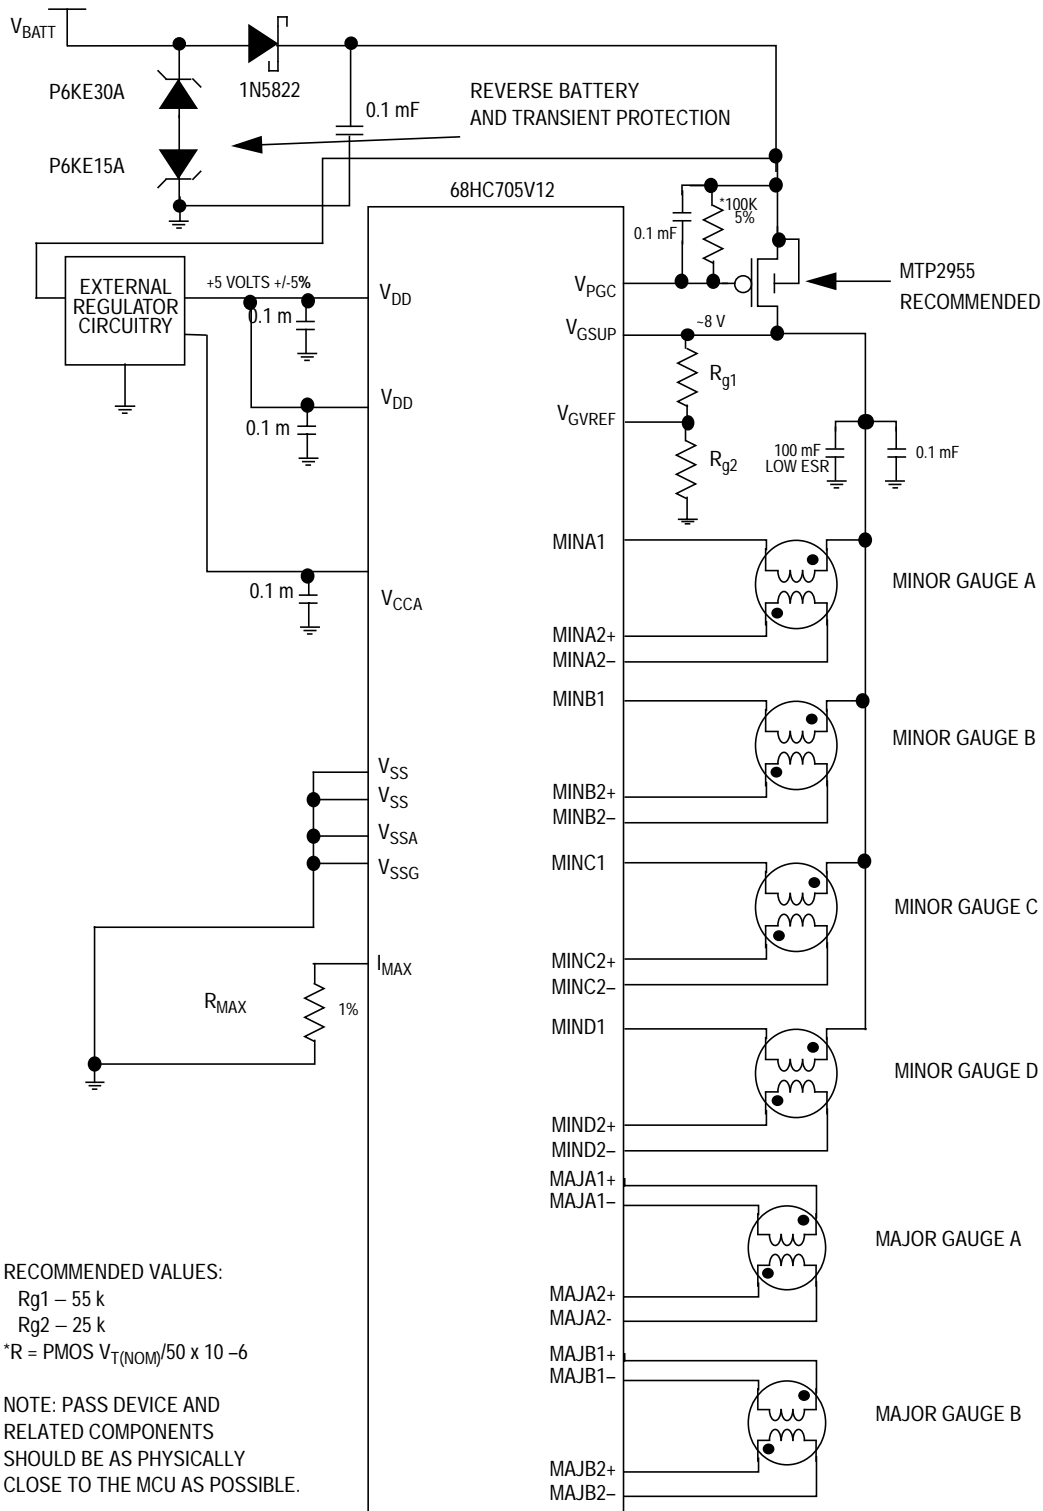 VBATT
P6KE30A
1N5822
0.1 mF
REVERSE BATTERY
AND TRANSIENT PROTECTION
P6KE15A
68HC705V12
*100K
5%
0.1 mF
MTP2955
RECOMMENDED
EXTERNAL
REGULATOR
CIRCUITRY
+5 VOLTS +/-5%
0.1 m
VDD
VPGC
VGSUP
~8 V
Rg1
VDD
0.1 m
VGVREF
Rg2
100 mF
LOW ESR
0.1 mF
MINA1
MINOR GAUGE A
0.1 m
VCCA
MINA2+
MINA2–
MINB1
MINOR GAUGE B
VSS
VSS
MINB2+
MINB2–
VSSA
VSSG
MINC1
MINOR GAUGE C
IMAX
MINC2+
MINC2–
RMAX
1%
MIND1
MINOR GAUGE D
MIND2+
MIND2–
MAJA1+
MAJA1–
MAJOR GAUGE A
MAJA2+
MAJA2-
MAJB1+
MAJB1–
MAJOR GAUGE B
MAJB2+
MAJB2–
RECOMMENDED VALUES:
Rg1 – 55 k
Rg2 – 25 k
*R = PMOS VT(NOM)/50 x 10 –6
NOTE: PASS DEVICE AND
RELATED COMPONENTS
SHOULD BE AS PHYSICALLY
CLOSE TO THE MCU AS POSSIBLE.